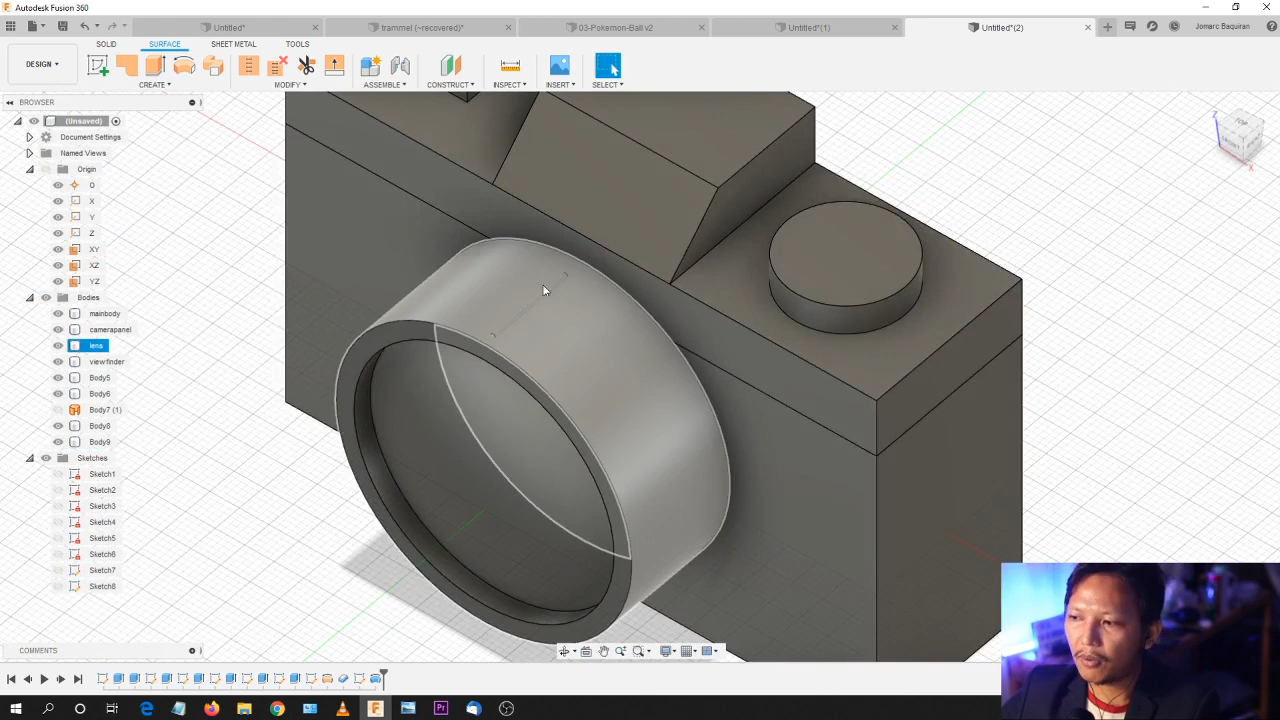 Autodesk Fusion 360
Untitled*
trammel (~recovered)*
03-Pokemon-Ball v2
Untitled*(1)
Untitled*(2)
Jomarc Baquiran
SOLID SURFACE SHEET METAL TOOLS
DESIGN
CREATE MODIFY ASSEMBLE CONSTRUCT INSPECT INSERT SELECT
BROWSER
(Unsaved)
Document Settings
Named Views
Origin
O
X
Y
Z
XY
XZ
YZ
Bodies
mainbody
camerapanel
lens
viewfinder
Body5
Body6
Body7 (1)
Body8
Body9
Sketches
Sketch1
Sketch2
Sketch3
Sketch4
Sketch5
Sketch6
Sketch7
Sketch8
COMMENTS
Z
X